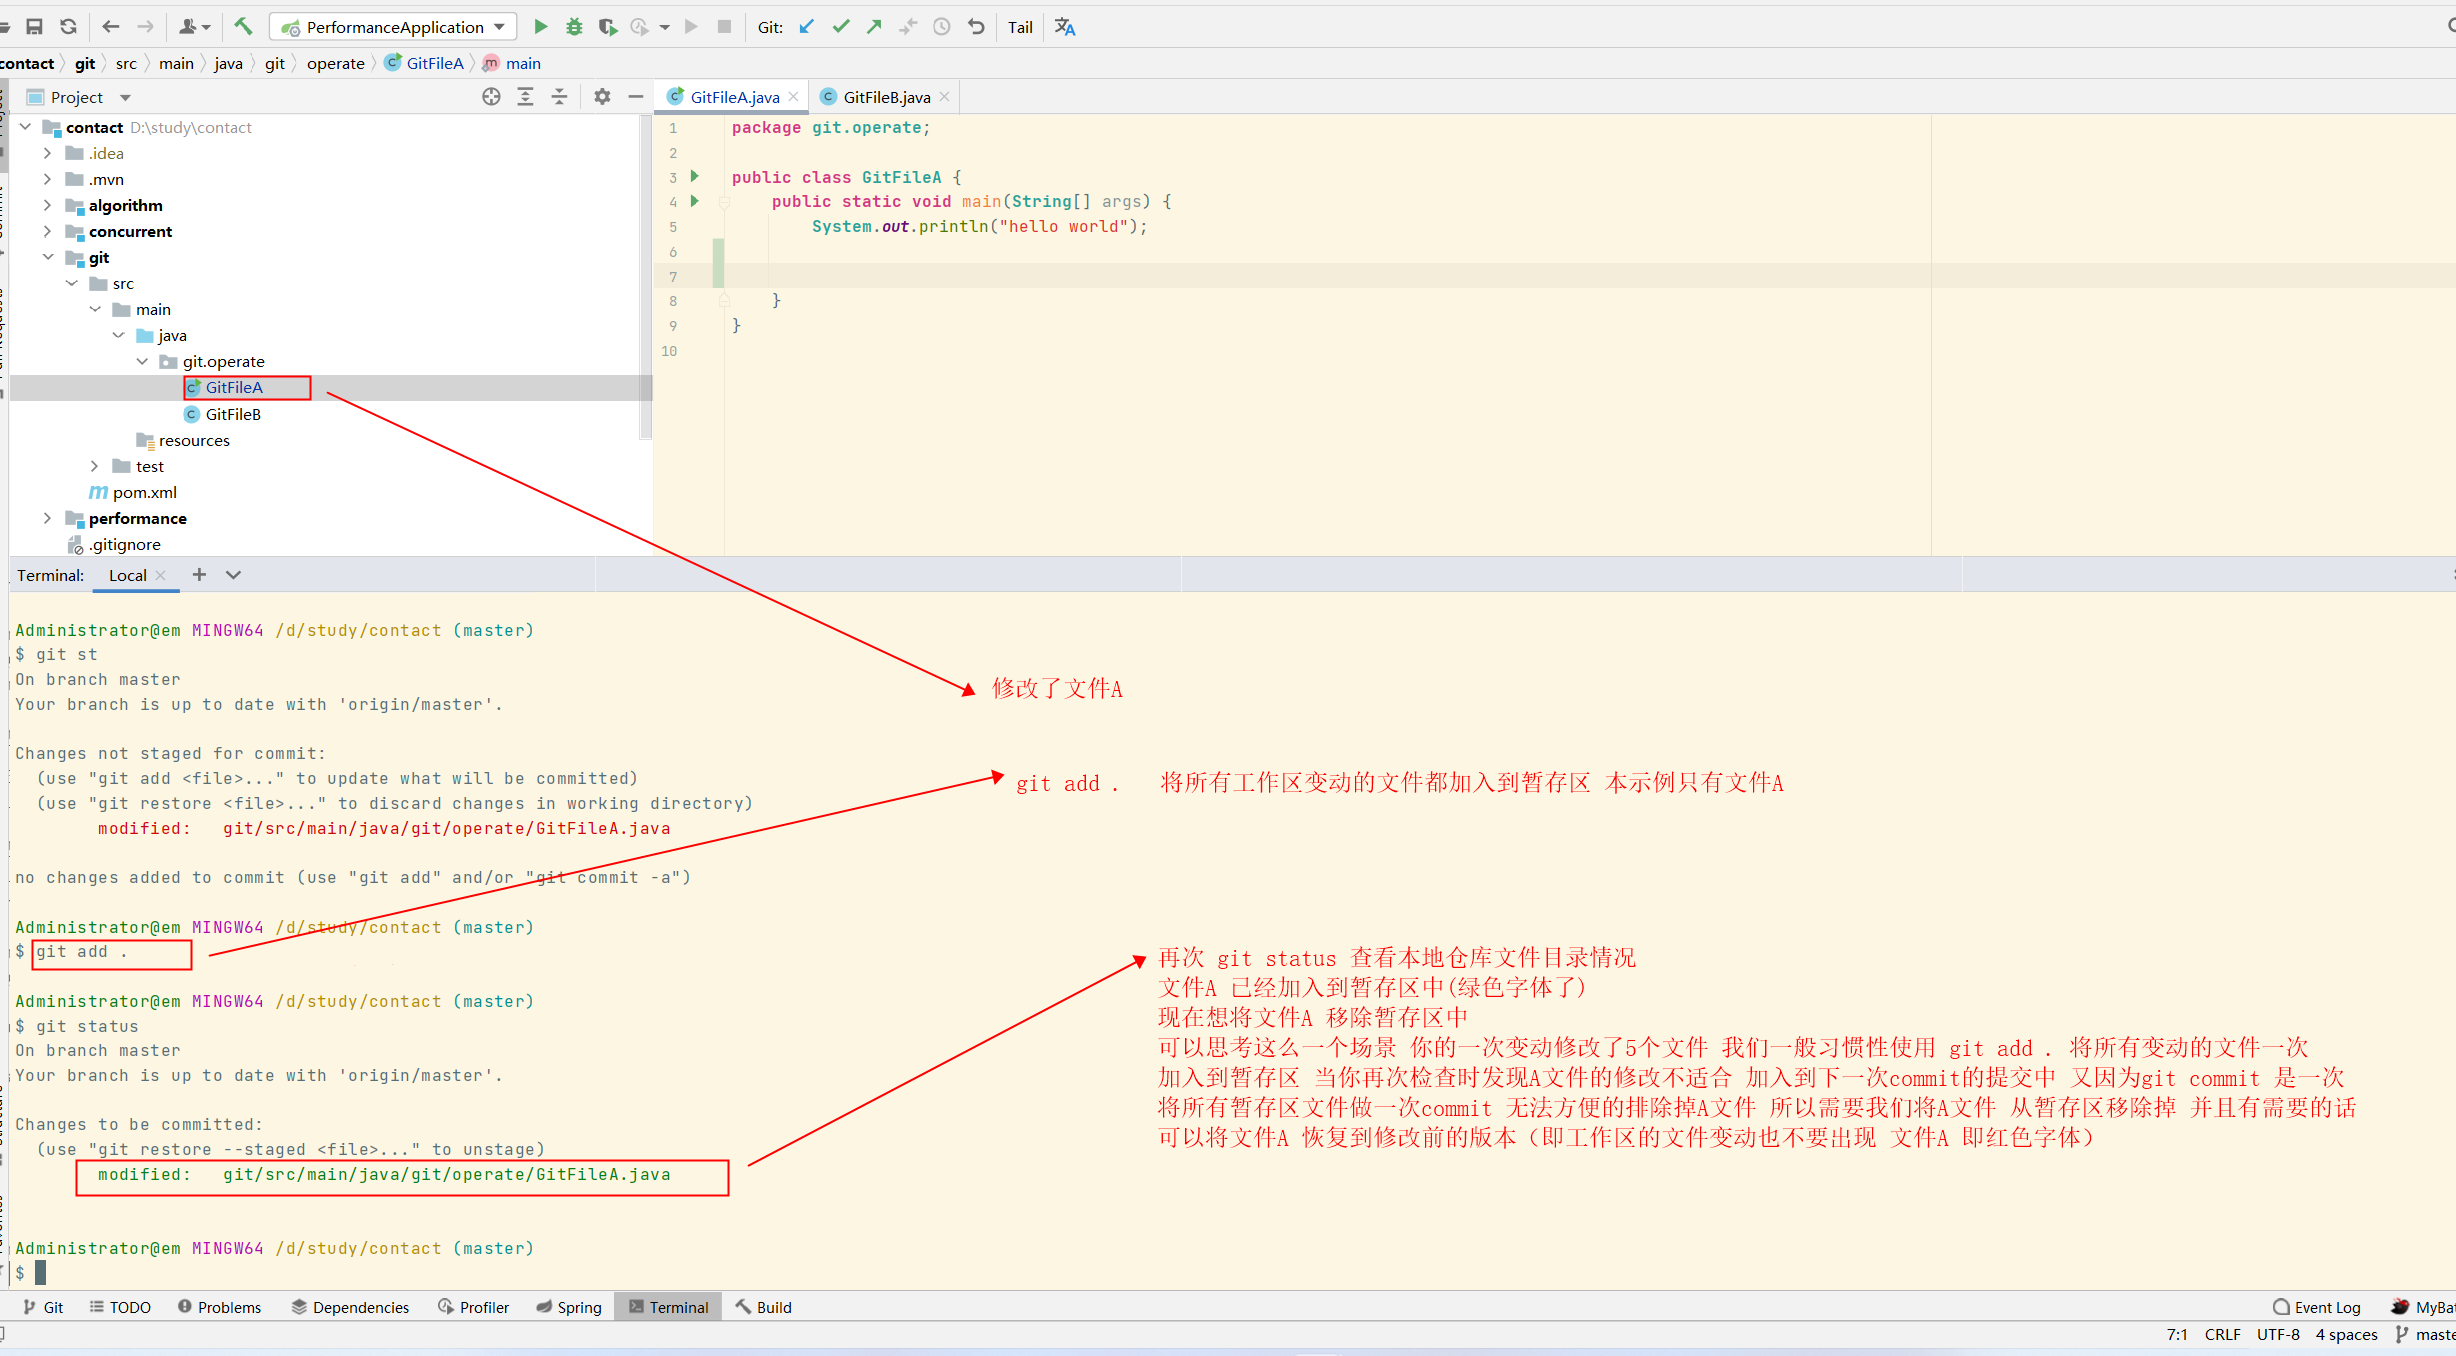 PerformanceApplication
Git:
Tail
contact
git
src
main
java
git
operate
GitFileA
main
Project
GitFileA.java
GitFileB.java
contact D:\study\contact
.idea
.mvn
algorithm
concurrent
git
src
main
java
git.operate
GitFileA
GitFileB
resources
test
pom.xml
performance
.gitignore
1 package git.operate;
2
3 public class GitFileA {
4 public static void main(String[] args) {
5 System.out.println("hello world");
6
7
8 }
9 }
10
Terminal: Local
Administrator@em MINGW64 /d/study/contact (master)
$ git st
On branch master
Your branch is up to date with 'origin/master'.
Changes not staged for commit:
(use "git add <file>..." to update what will be committed)
(use "git restore <file>..." to discard changes in working directory)
modified: git/src/main/java/git/operate/GitFileA.java
no changes added to commit (use "git add" and/or "git commit -a")
Administrator@em MINGW64 /d/study/contact (master)
$ git add .
Administrator@em MINGW64 /d/study/contact (master)
$ git status
On branch master
Your branch is up to date with 'origin/master'.
Changes to be committed:
(use "git restore --staged <file>..." to unstage)
modified: git/src/main/java/git/operate/GitFileA.java
Administrator@em MINGW64 /d/study/contact (master)
$
修改了文件A
git add . 将所有工作区变动的文件都加入到暂存区 本示例只有文件A
再次 git status 查看本地仓库文件目录情况
文件A 已经加入到暂存区中(绿色字体了)
现在想将文件A 移除暂存区中
可以思考这么一个场景 你的一次变动修改了5个文件 我们一般习惯性使用 git add . 将所有变动的文件一次
加入到暂存区 当你再次检查时发现A文件的修改不适合 加入到下一次commit的提交中 又因为git commit 是一次
将所有暂存区文件做一次commit 无法方便的排除掉A文件 所以需要我们将A文件 从暂存区移除掉 并且有需要的话
可以将文件A 恢复到修改前的版本（即工作区的文件变动也不要出现 文件A 即红色字体）
Git
TODO
Problems
Dependencies
Profiler
Spring
Terminal
Build
Event Log
MyBat
7:1 CRLF UTF-8 4 spaces maste